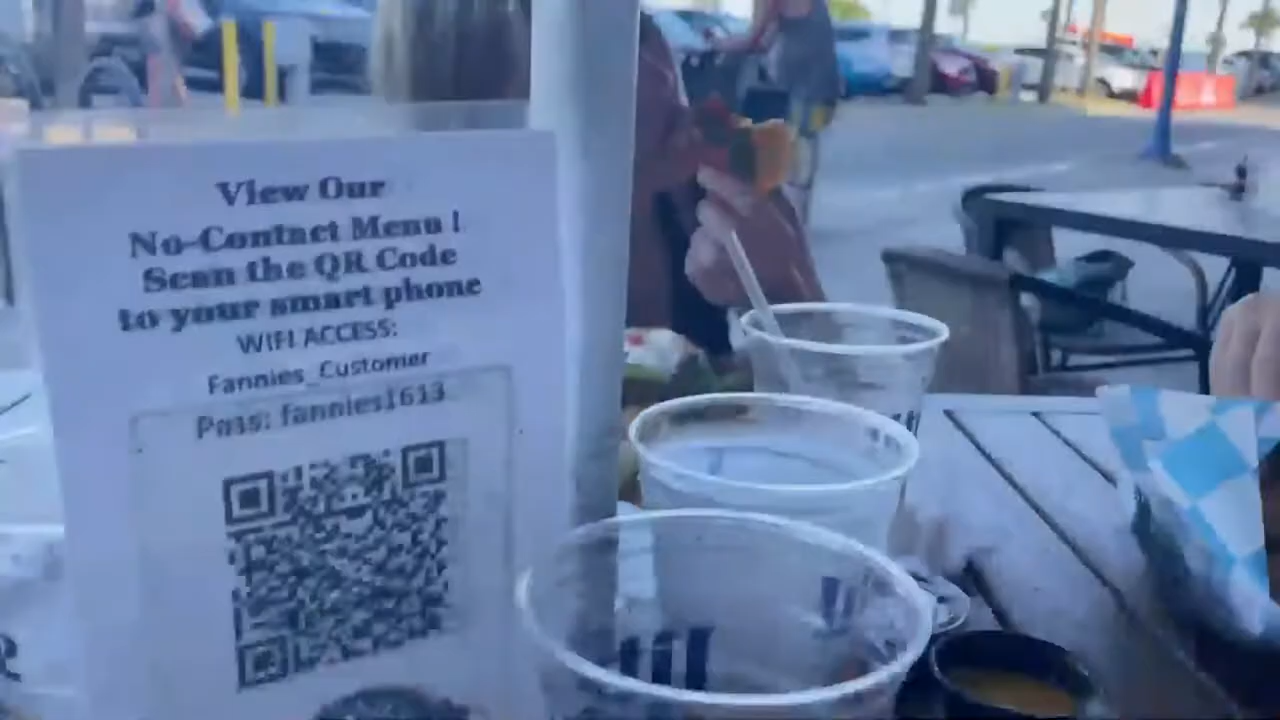 View Our
No-Contact Menu !
Scan the QR Code
to your smart phone
WIFI ACCESS:
Fannies_Customer
Pass: fannies1613